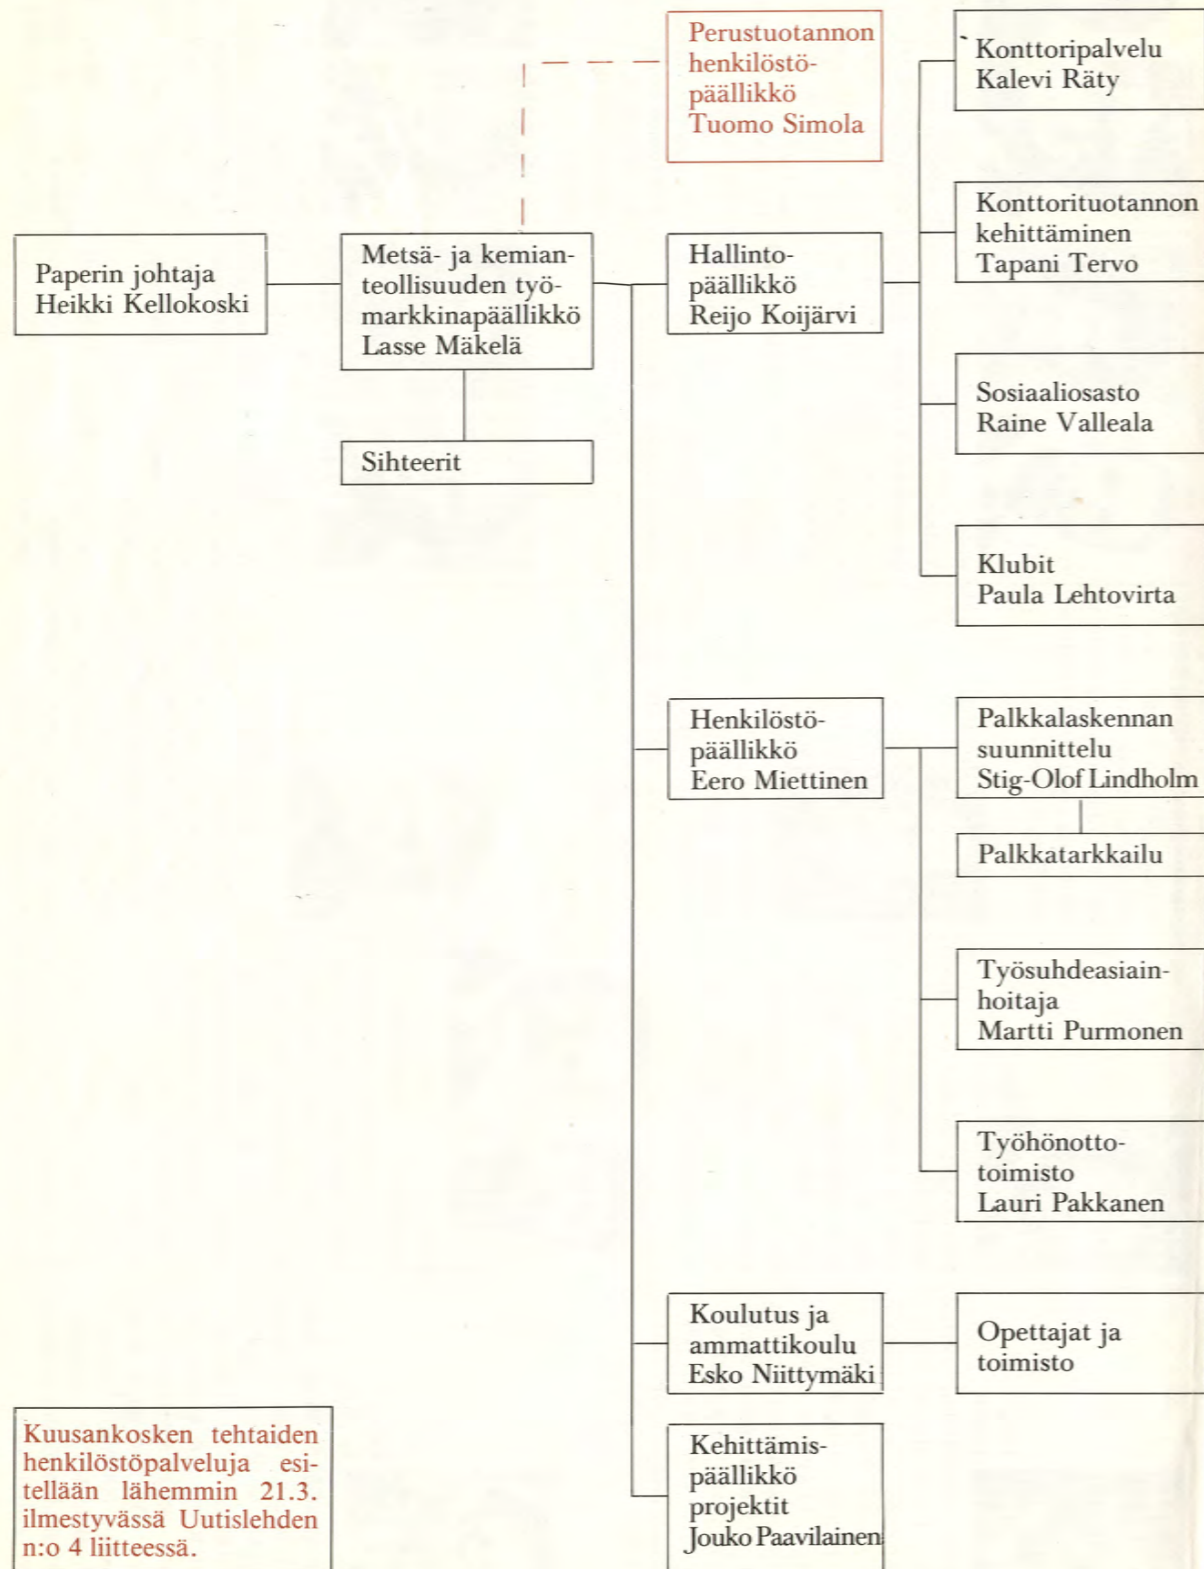 Perustuotannon
henkilöstö-
päällikkö
Tuomo Simola
Konttoripalvelu
Kalevi Räty
Konttorituotannon
kehittäminen
Tapani Tervo
Paperin johtaja
Heikki Kellokoski
Metsä- ja kemian-
teollisuuden työ-
markkinapäällikkö
Lasse Mäkelä
Hallinto-
päällikkö
Reijo Koijärvi
Sosiaaliosasto
Raine Valleala
Sihteerit
Klubit
Paula Lehtovirta
Henkilöstö-
päällikkö
Eero Miettinen
Palkkalaskennan
suunnittelu
Stig-Olof Lindholm
Palkkatarkkailu
Työsuhdeasiain-
hoitaja
Martti Purmonen
Työhönotto-
toimisto
Lauri Pakkanen
Koulutus ja
ammattikoulu
Esko Niittymäki
Opettajat ja
toimisto
Kehittämis-
päällikkö
projektit
Jouko Paavilainen
Kuusankosken tehtaiden
henkilöstöpalveluja esi-
tellään lähemmin 21.3.
ilmestyvässä Uutislehden
n:o 4 liitteessä.